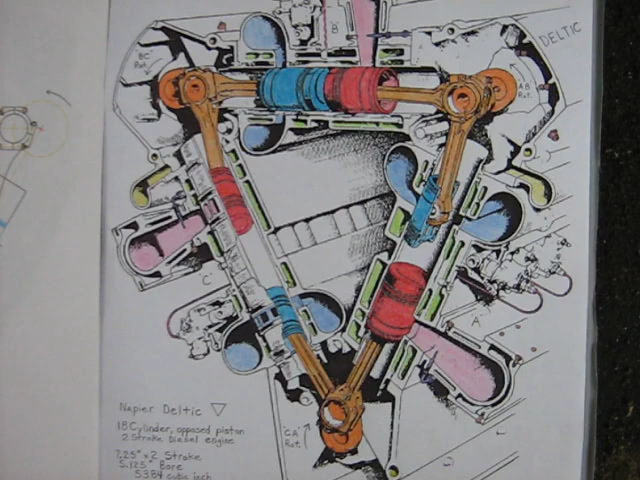 B
DELTIC
BC
Rot.
AB
Rot.
C
A
Napier Deltic ▽
18 Cylinder, opposed piston
2 Stroke Diesel engine
"CA"
Rot.
7.25" x 2 Stroke
5.125" Bore
5384 cubic inch